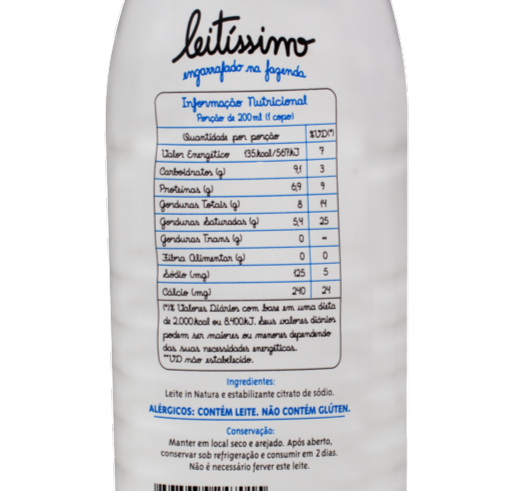 leitíssimo
engarrafado na fazenda
Informação Nutricional
Porção de 200ml (1 copo)
Quantidade por porção %VD(*)
Valor Energético 135kcal/567kJ 7
Carboidratos (g) 9,1 3
Proteínas (g) 6,9 9
Gorduras Totais (g) 8 14
Gorduras Saturadas (g) 5,4 25
Gorduras Trans (g) 0 -
Fibra Alimentar (g) 0 0
Sódio (mg) 125 5
Cálcio (mg) 240 24
(*)% Valores Diários com base em uma dieta
de 2.000kcal ou 8.400kJ. Seus valores diários
podem ser maiores ou menores dependendo
das suas necessidades energéticas.
**VD não estabelecido.
Ingredientes:
Leite in Natura e estabilizante citrato de sódio.
ALÉRGICOS: CONTÉM LEITE. NÃO CONTÉM GLÚTEN.
Conservação:
Manter em local seco e arejado. Após aberto,
conservar sob refrigeração e consumir em 2 dias.
Não é necessário ferver este leite.